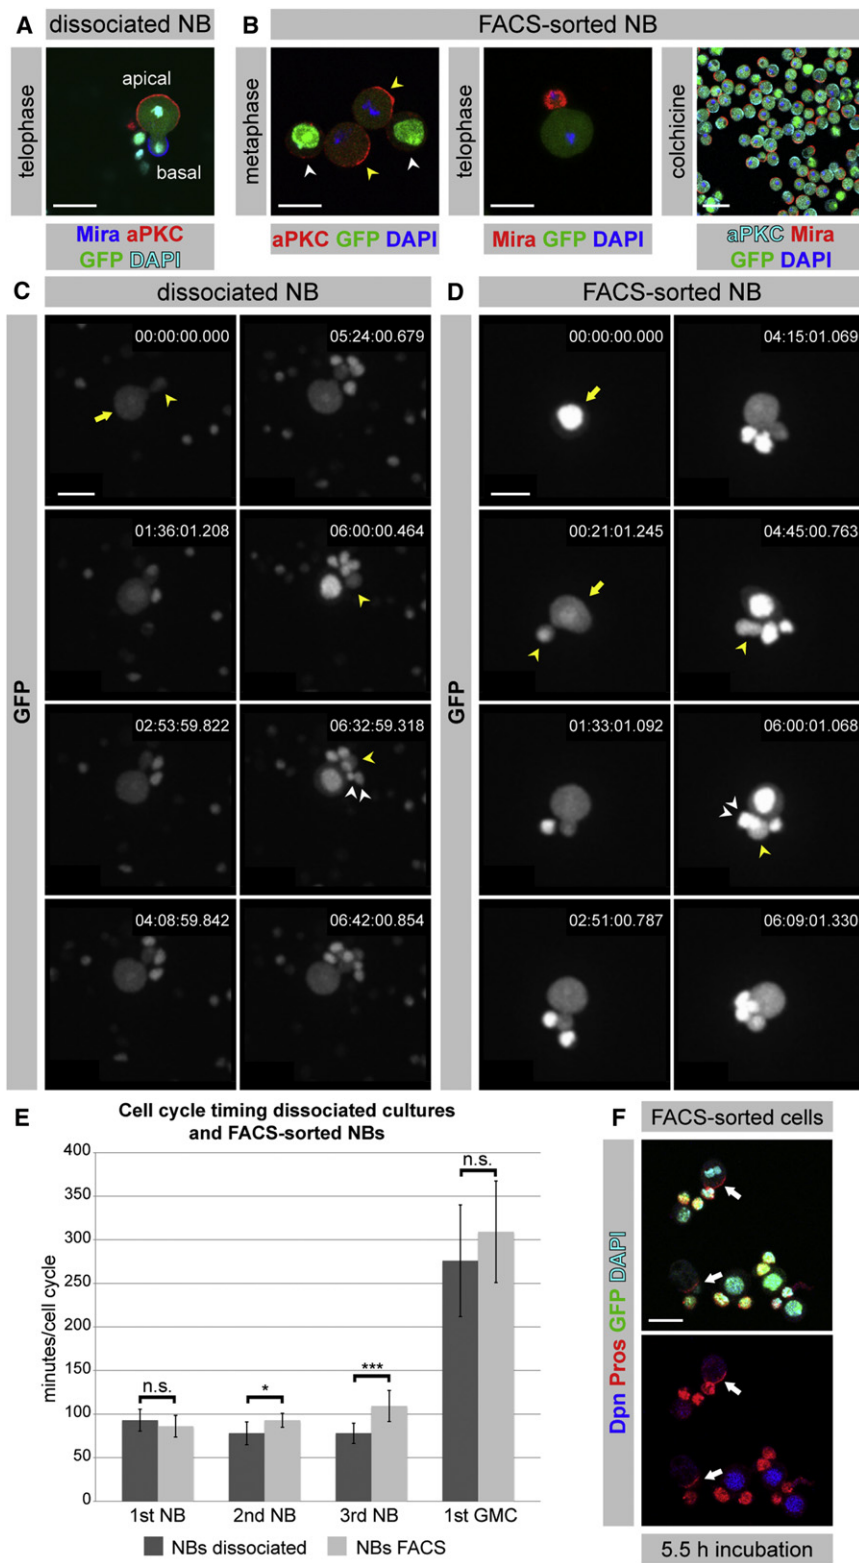 A
dissociated NB
telophase
apical
basal
Mira aPKC
GFP DAPI
B
FACS-sorted NB
metaphase
aPKC GFP DAPI
telophase
Mira GFP DAPI
colchicine
aPKC Mira
GFP DAPI
C
dissociated NB
GFP
00:00:00.000
05:24:00.679
01:36:01.208
06:00:00.464
02:53:59.822
06:32:59.318
04:08:59.842
06:42:00.854
D
FACS-sorted NB
GFP
00:00:00.000
04:15:01.069
00:21:01.245
04:45:00.763
01:33:01.092
06:00:01.068
02:51:00.787
06:09:01.330
E
Cell cycle timing dissociated cultures
and FACS-sorted NBs
minutes/cell cycle
400
350
300
250
200
150
100
50
0
n.s.
*
***
n.s.
1st NB
2nd NB
3rd NB
1st GMC
NBs dissociated
NBs FACS
F
FACS-sorted cells
Dpn Pros GFP DAPI
5.5 h incubation